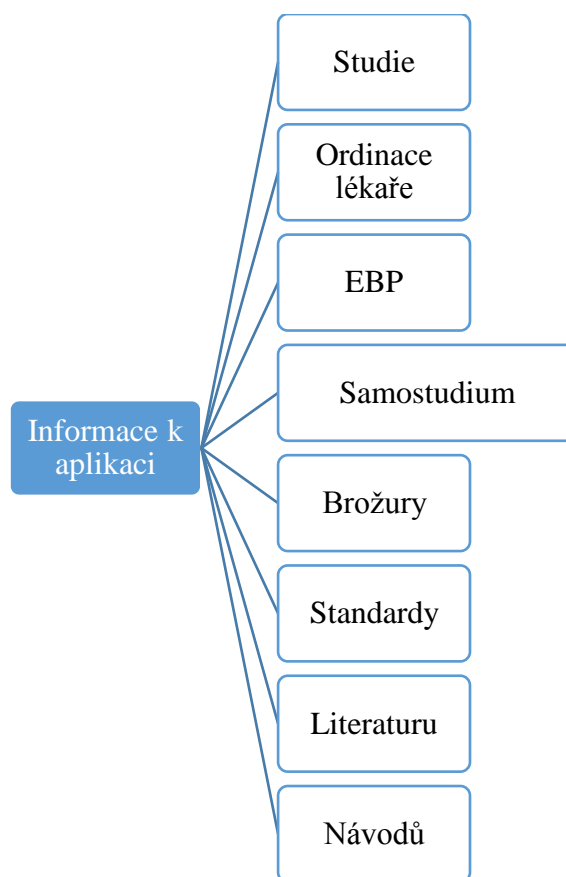 Studie
Ordinace
lékaře
EBP
Samostudium
Informace k
aplikaci
Brožury
Standardy
Literaturu
Návodů